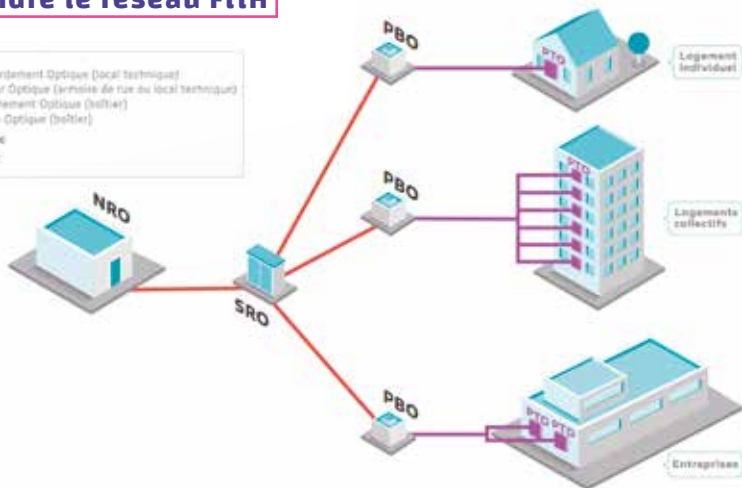 dre le réseau FttH
rdement Optique (local technique)
r Optique (armoire de rue ou local technique)
ement Optique (boîtier)
Optique (boîtier)
PBO
PTO
Logement
individuel
PBO
PTO
Logements
collectifs
NRO
SRO
PBO
PTO PTO
Entreprises